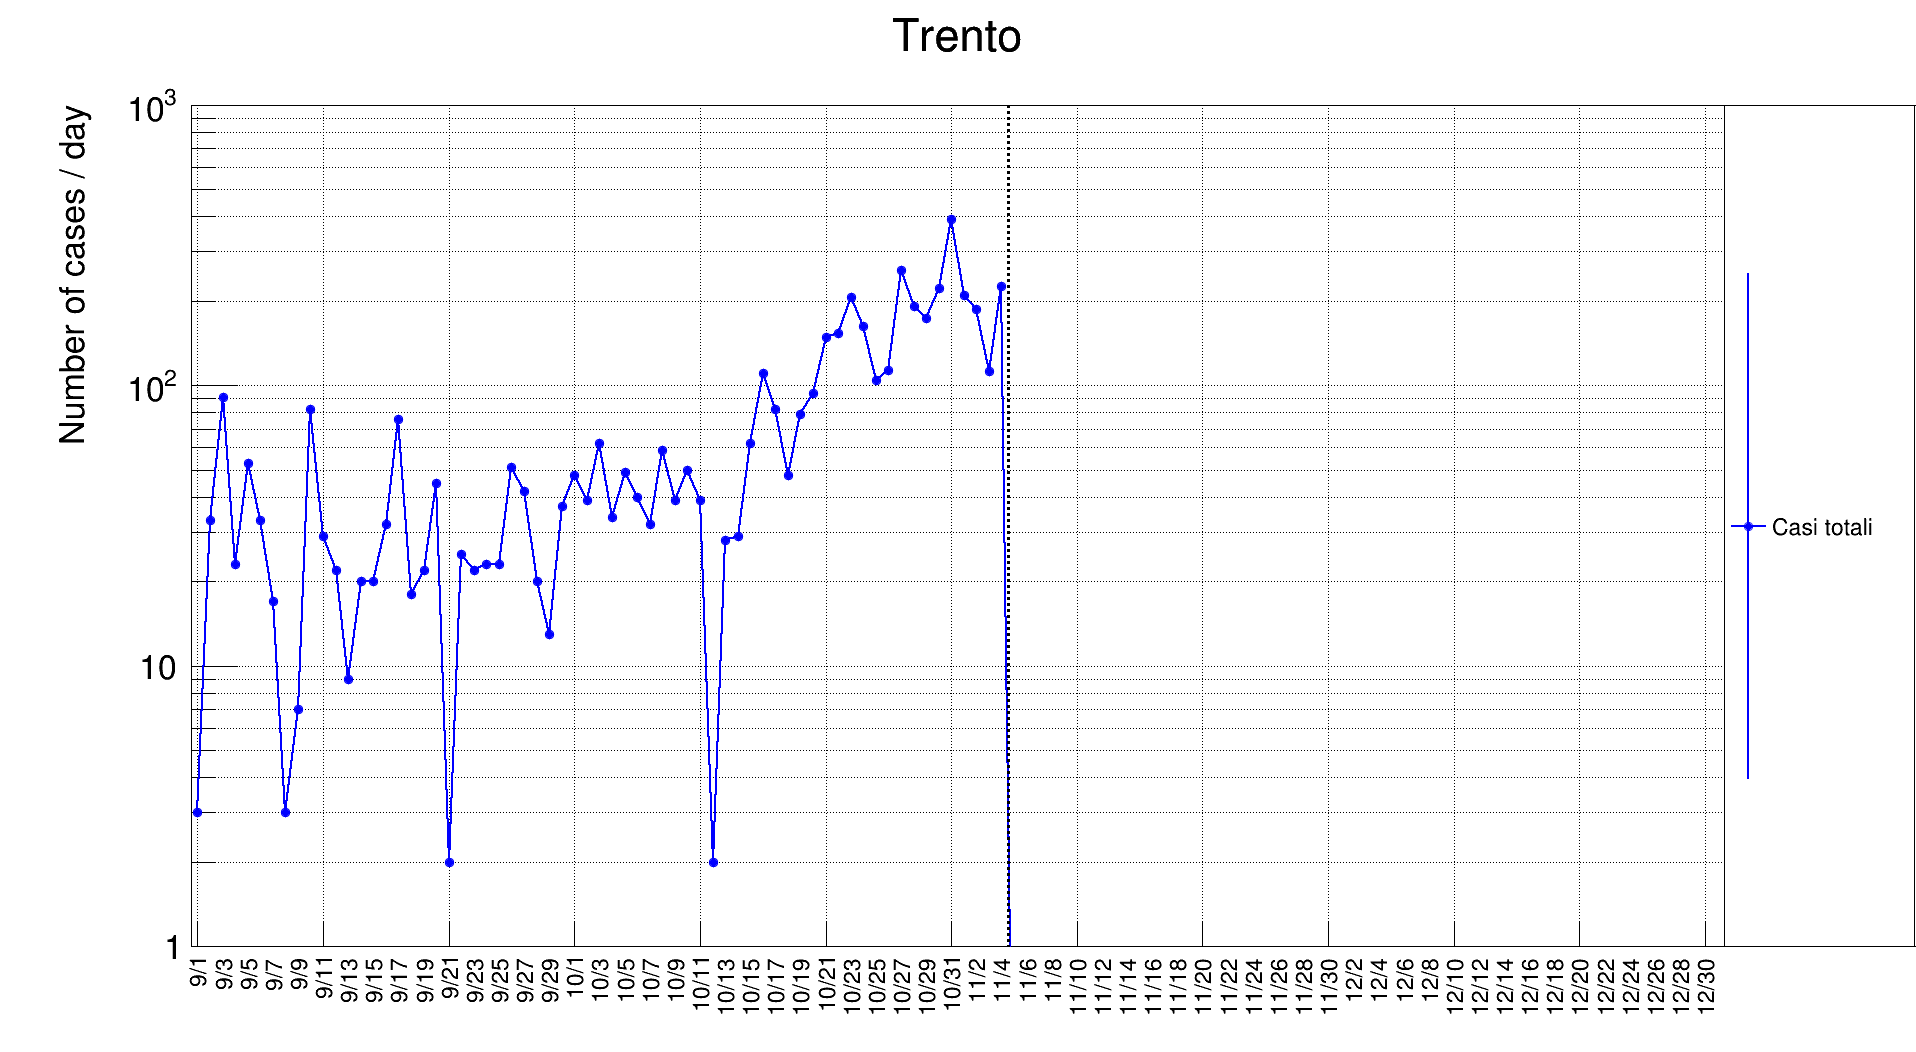 Trento
Number of cases / day
10³
10²
10
1
9/1 9/3 9/5 9/7 9/9 9/11 9/13 9/15 9/17 9/19 9/21 9/23 9/25 9/27 9/29 10/1 10/3 10/5 10/7 10/9 10/11 10/13 10/15 10/17 10/19 10/21 10/23 10/25 10/27 10/29 10/31 11/2 11/4 11/6 11/8 11/10 11/12 11/14 11/16 11/18 11/20 11/22 11/24 11/26 11/28 11/30 12/2 12/4 12/6 12/8 12/10 12/12 12/14 12/16 12/18 12/20 12/22 12/24 12/26 12/28 12/30
Casi totali